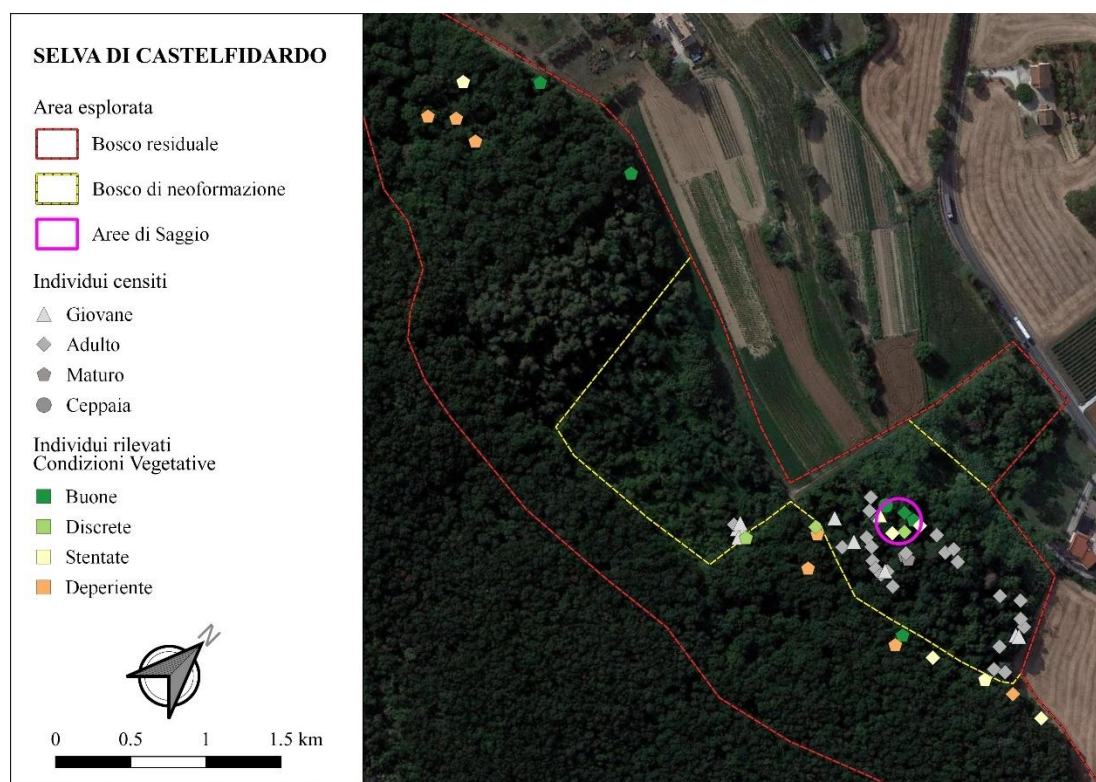 SELVA DI CASTELFIDARDO
Area esplorata
Bosco residuale
Bosco di neoformazione
Aree di Saggio
Individui censiti
Giovane
Adulto
Maturo
Ceppaia
Individui rilevati
Condizioni Vegetative
Buone
Discrete
Stentate
Deperiente
N
0 0.5 1 1.5 km